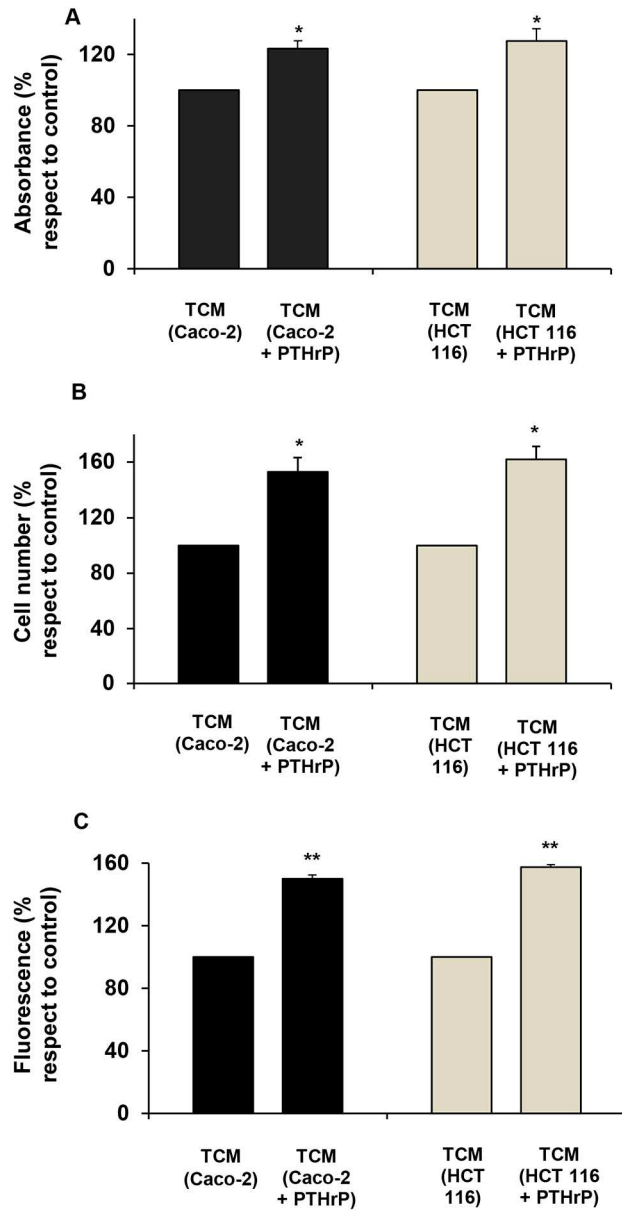 A
Absorbance (%
respect to control)
120
80
40
0
*
*
TCM
(Caco-2)
TCM
(Caco-2
+ PTHrP)
TCM
(HCT
116)
TCM
(HCT 116
+ PTHrP)
B
Cell number (%
respect to control)
160
120
80
40
0
*
*
TCM
(Caco-2)
TCM
(Caco-2
+ PTHrP)
TCM
(HCT
116)
TCM
(HCT 116
+ PTHrP)
C
Fluorescence (%
respect to control)
160
120
80
40
0
**
**
TCM
(Caco-2)
TCM
(Caco-2
+ PTHrP)
TCM
(HCT
116)
TCM
(HCT 116
+ PTHrP)